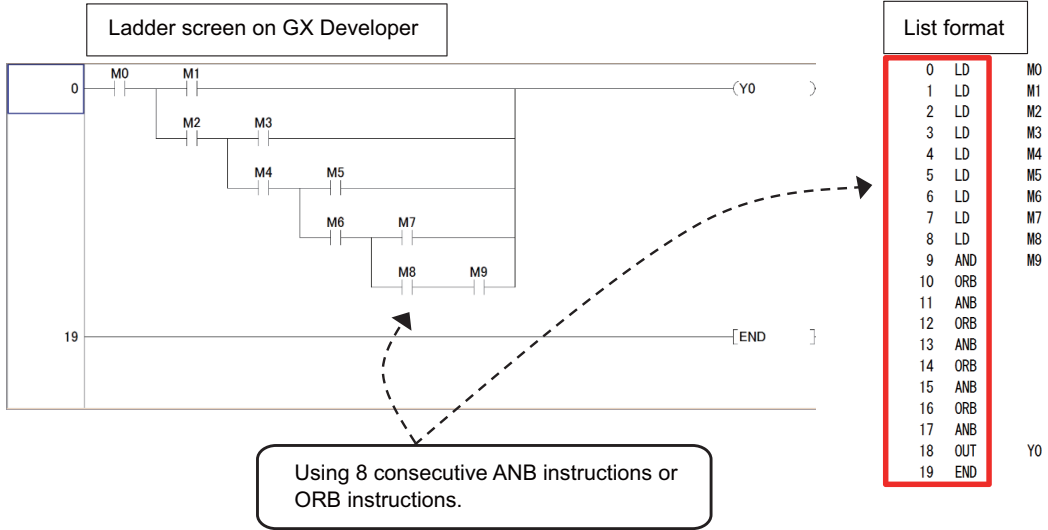 Ladder screen on GX Developer
List format
M0 M1
0 (Y0 )
M2 M3
M4 M5
M6 M7
M8 M9
19 [END ]
Using 8 consecutive ANB instructions or
ORB instructions.
0 LD M0
1 LD M1
2 LD M2
3 LD M3
4 LD M4
5 LD M5
6 LD M6
7 LD M7
8 LD M8
9 AND M9
10 ORB
11 ANB
12 ORB
13 ANB
14 ORB
15 ANB
16 ORB
17 ANB
18 OUT Y0
19 END